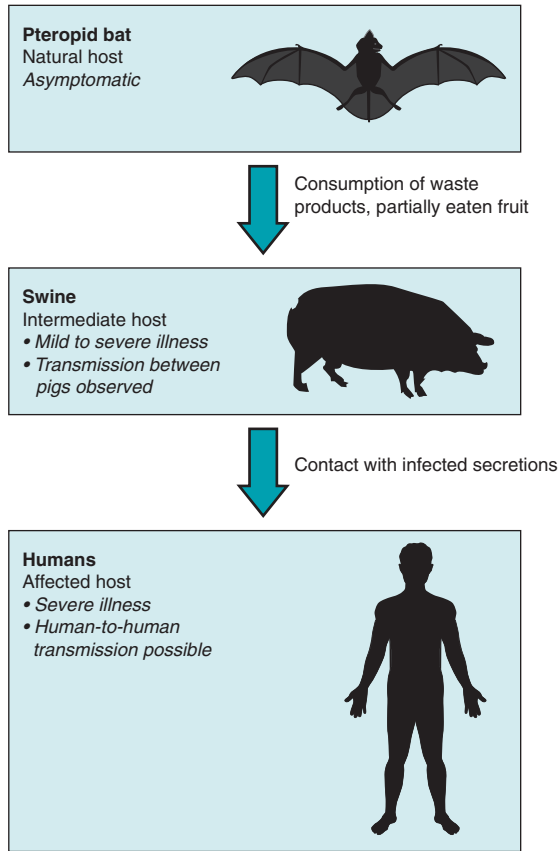 Pteropid bat
Natural host
Asymptomatic
Consumption of waste
products, partially eaten fruit
Swine
Intermediate host
• Mild to severe illness
• Transmission between
pigs observed
Contact with infected secretions
Humans
Affected host
• Severe illness
• Human-to-human
transmission possible